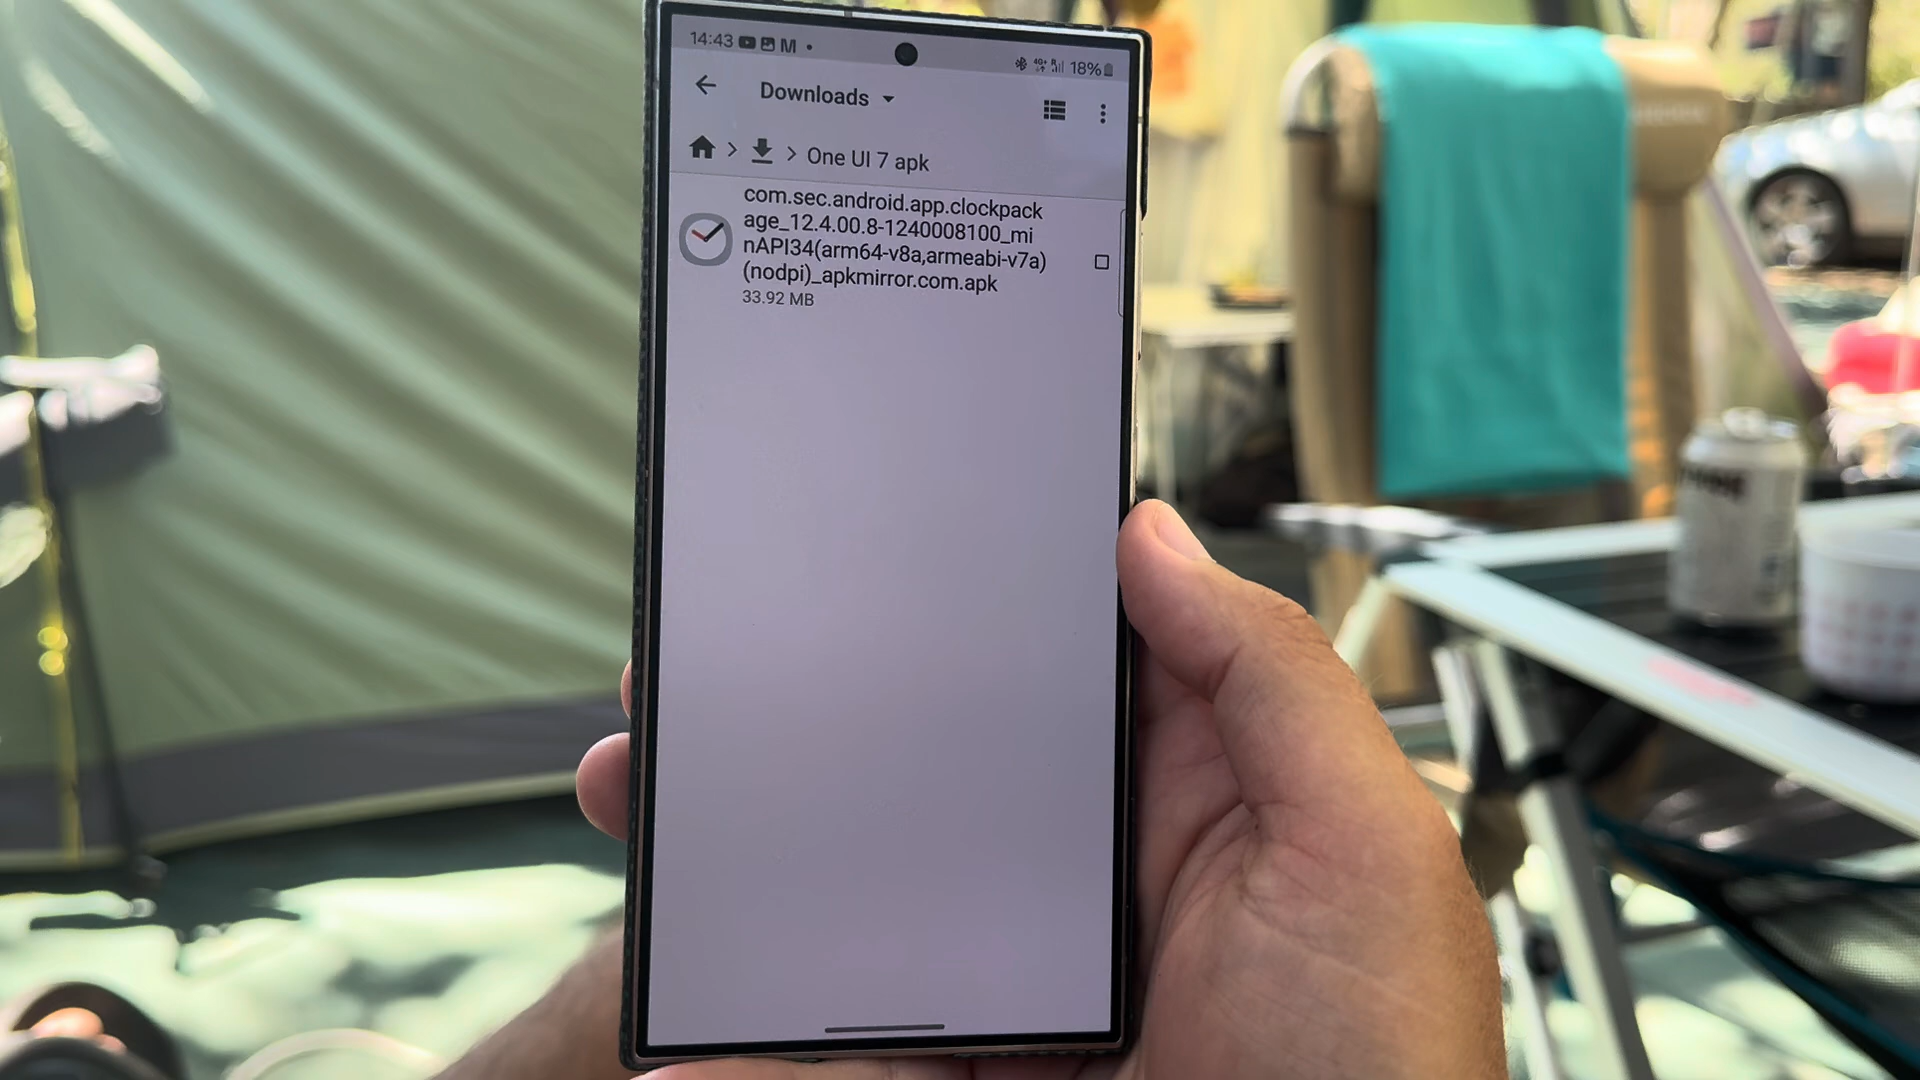 14:43 M
4G+ R 18%
Downloads
One UI 7 apk
com.sec.android.app.clockpack
age_12.4.00.8-1240008100_mi
nAPI34(arm64-v8a,armeabi-v7a)
(nodpi)_apkmirror.com.apk
33.92 MB